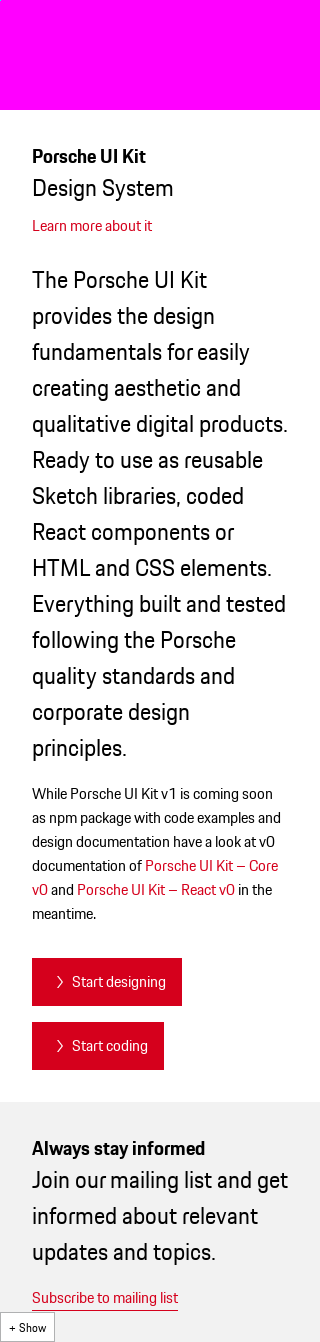 Porsche UI Kit
Design System
Learn more about it
The Porsche UI Kit
provides the design
fundamentals for easily
creating aesthetic and
qualitative digital products.
Ready to use as reusable
Sketch libraries, coded
React components or
HTML and CSS elements.
Everything built and tested
following the Porsche
quality standards and
corporate design
principles.
While Porsche UI Kit v1 is coming soon
as npm package with code examples and
design documentation have a look at v0
documentation of Porsche UI Kit – Core
v0 and Porsche UI Kit – React v0 in the
meantime.
Start designing
Start coding
Always stay informed
Join our mailing list and get
informed about relevant
updates and topics.
Subscribe to mailing list
+ Show